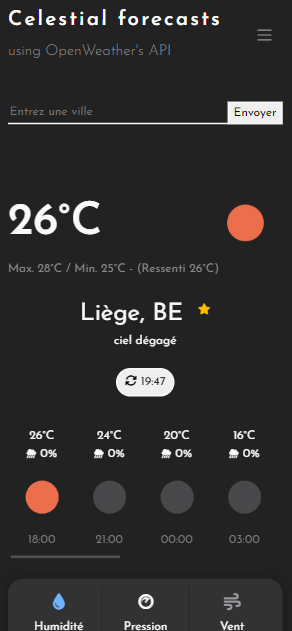 Celestial forecasts
using OpenWeather's API
Entrez une ville
Envoyer
26°C
Max. 28°C / Min. 25°C - (Ressenti 26°C)
Liège, BE
ciel dégagé
19:47
26°C 24°C 20°C 16°C
0% 0% 0% 0%
18:00 21:00 00:00 03:00
Humidité Pression Vent